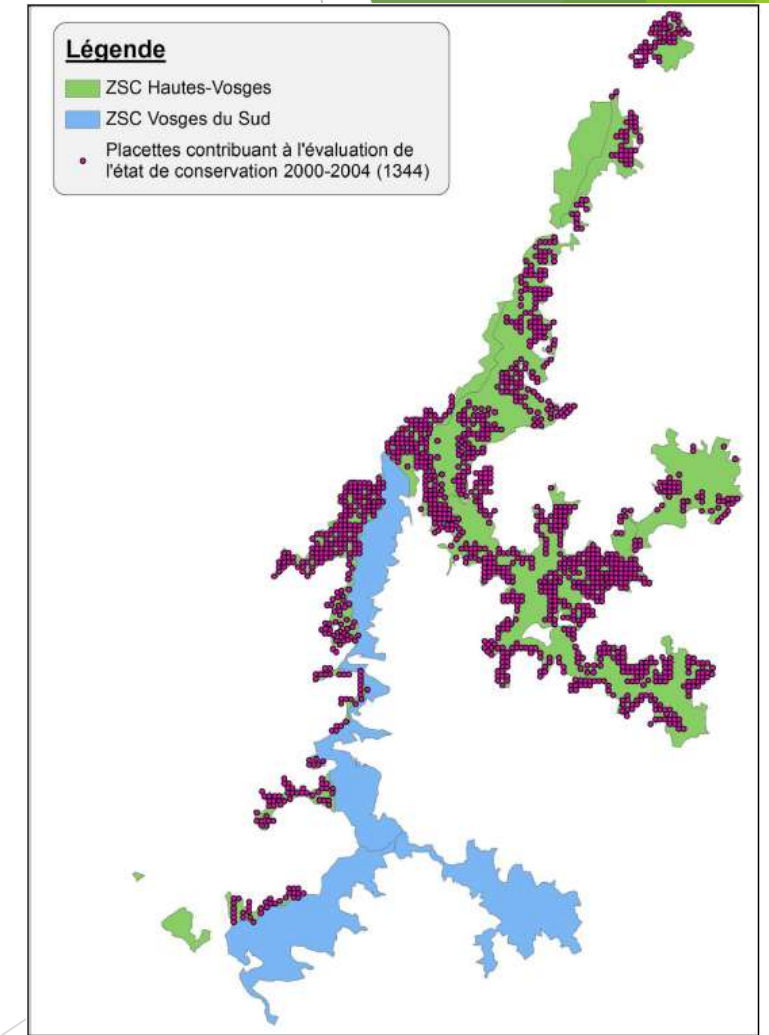 Légende
ZSC Hautes-Vosges
ZSC Vosges du Sud
Placettes contribuant à l'évaluation de
l'état de conservation 2000-2004 (1344)